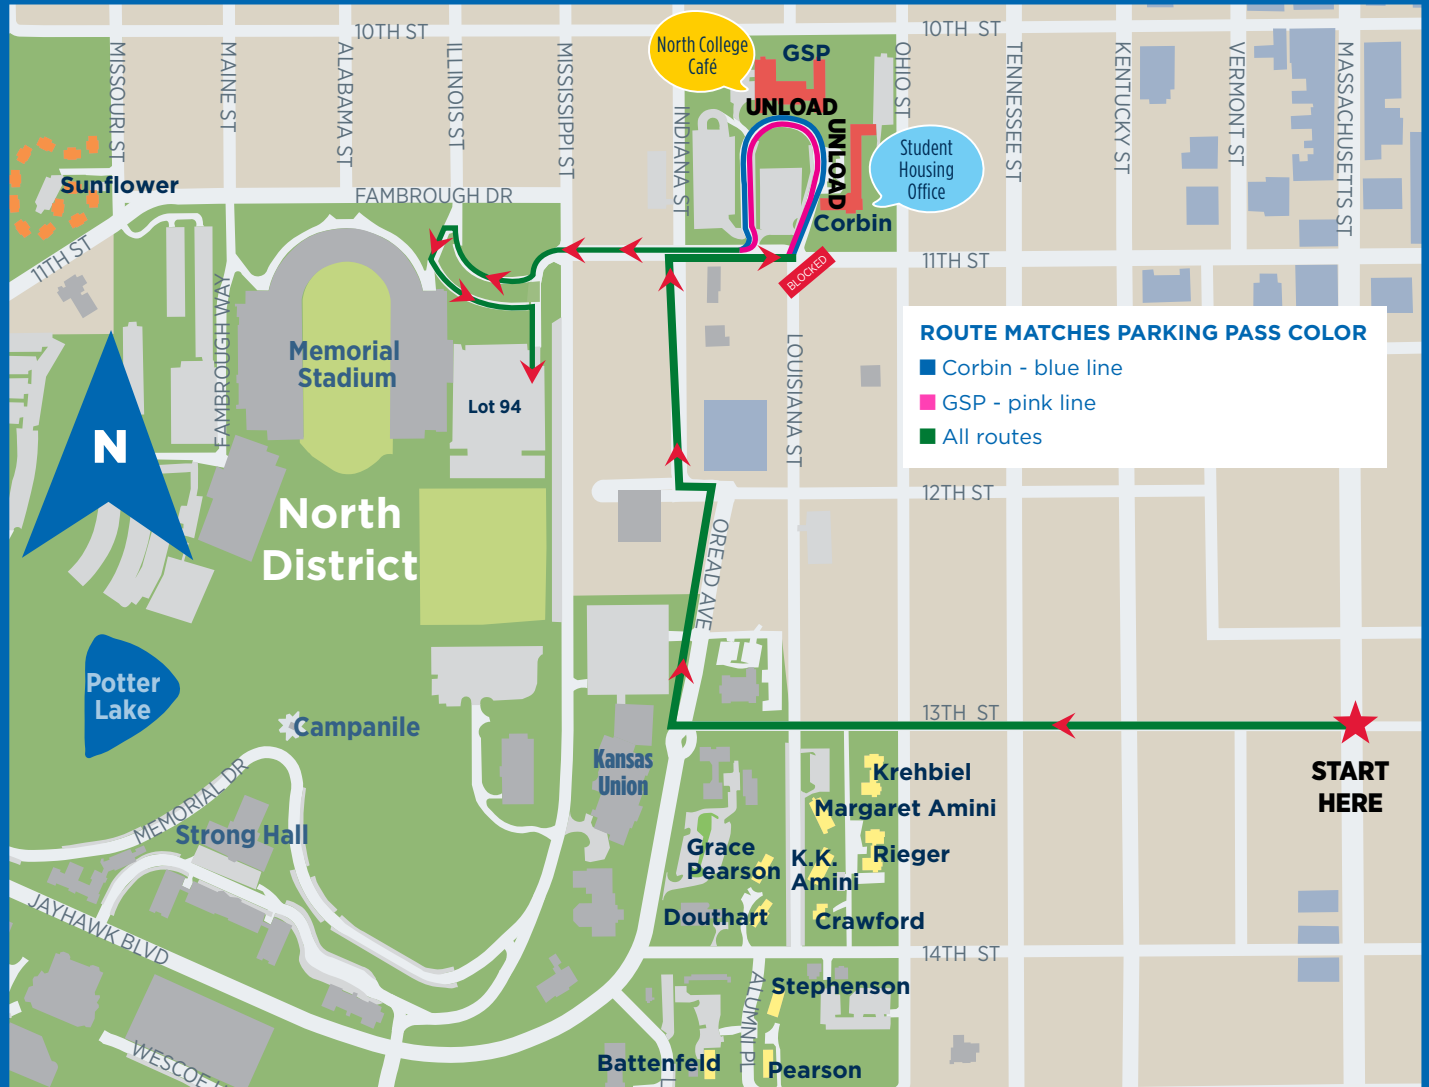 10TH ST
10TH ST
MISSOURI ST
MAINE ST
ALABAMA ST
ILLINOIS ST
MISSISSIPPI ST
INDIANA ST
OHIO ST
TENNESSEE ST
KENTUCKY ST
VERMONT ST
MASSACHUSETTS ST
North College
Café
GSP
UNLOAD
UNLOAD
Student
Housing
Office
Corbin
Sunflower
FAMBROUGH DR
11TH ST
11TH ST
BLOCKED
FAMBROUGH WAY
LOUISIANA ST
Memorial
Stadium
Lot 94
ROUTE MATCHES PARKING PASS COLOR
Corbin - blue line
GSP - pink line
All routes
N
North
District
12TH ST
OREAD AVE
Potter
Lake
Campanile
13TH ST
START
HERE
Kansas
Union
MEMORIAL DR
Strong Hall
Krehbiel
Margaret Amini
Grace
Pearson
K.K.
Amini
Rieger
Douthart
Crawford
JAYHAWK BLVD
14TH ST
Stephenson
ALUMNI PL
WESCOE
Battenfeld
Pearson